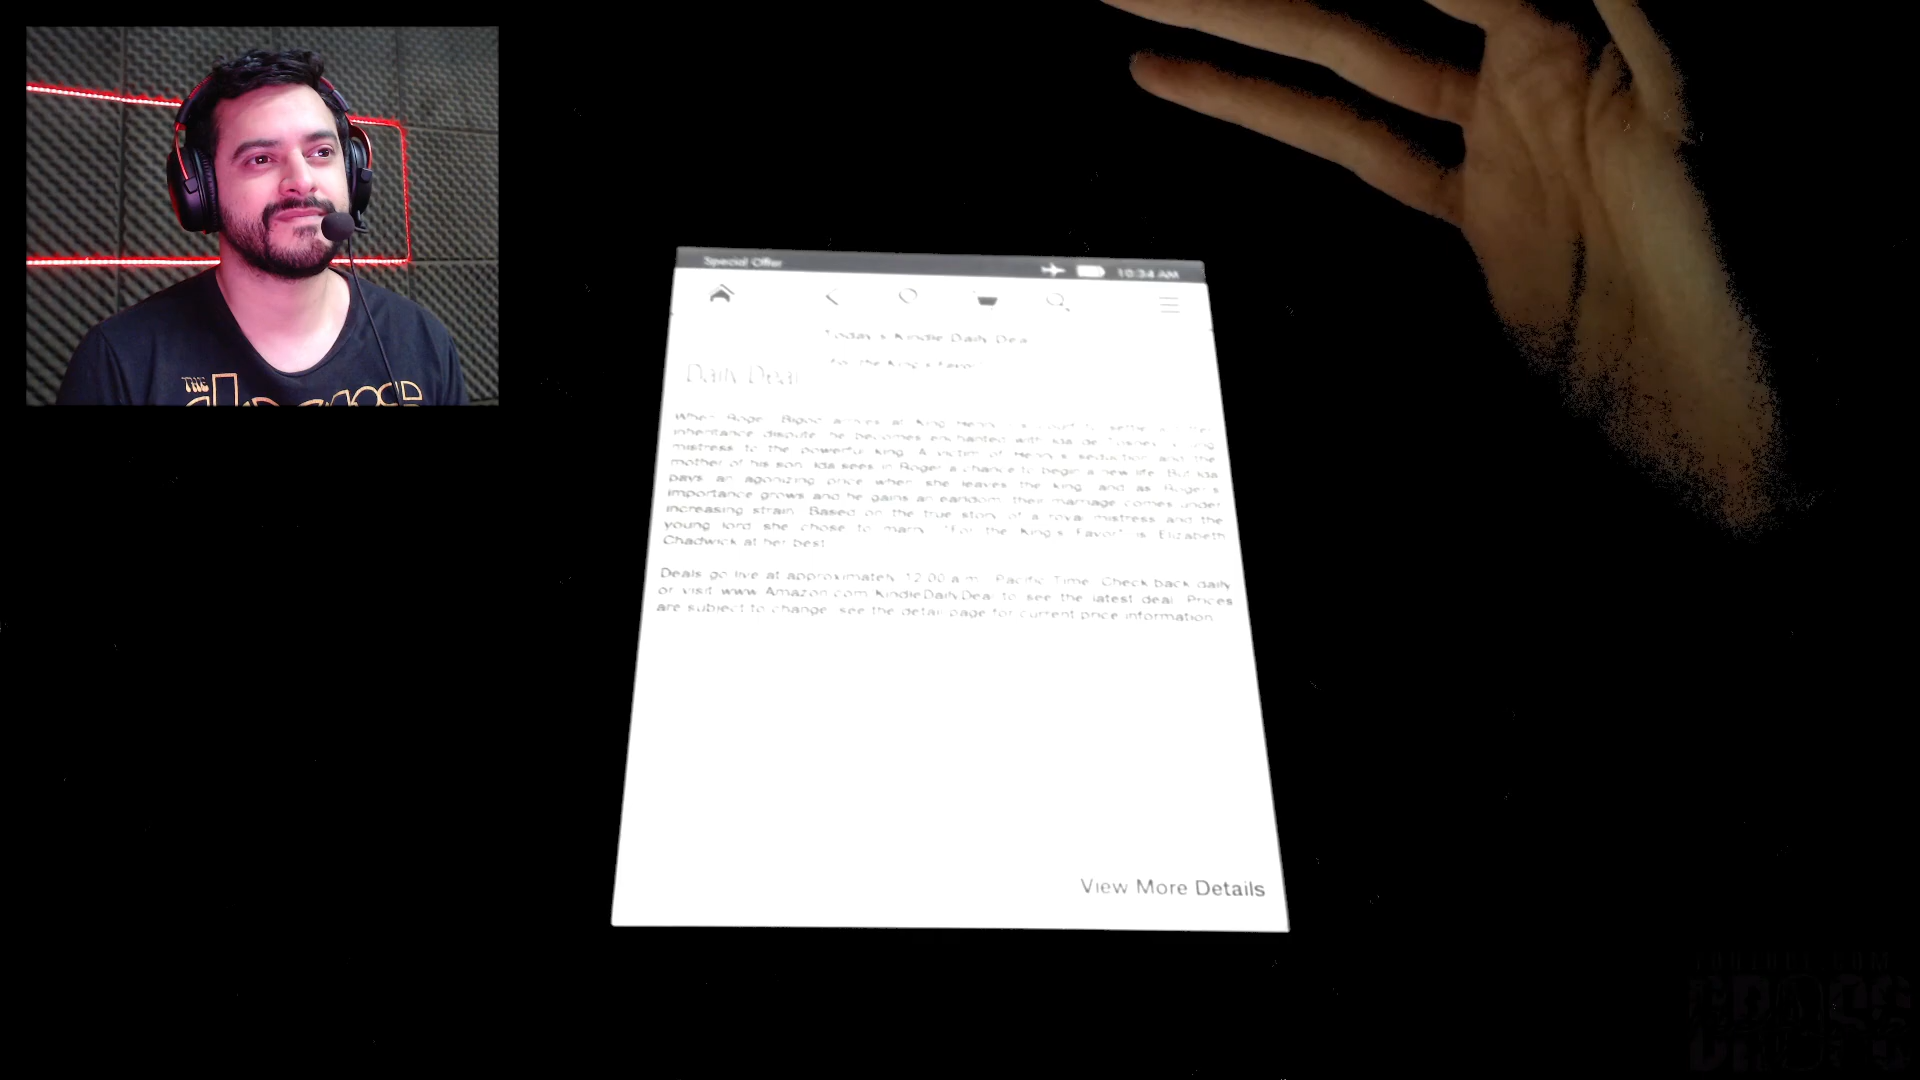 THE
Special Offer
10:34 AM
Today's Kindle Daily Deal
For the King's Favor
Daily Deal
When Roger Bigod arrives at King Henry's court to settle
inheritance dispute he becomes enchanted with Ida de Tosney young
mistress to the powerful king. A victim of Henry's seduction and the
mother of his son, Ida sees in Roger a chance to begin a new life. But Ida
pays an agonizing price when she leaves the king and as Roger's
importance grows and he gains an earldom, their marriage comes under
increasing strain. Based on the true story of a royal mistress and the
young lord she chose to marry, "For the King's Favor" is Elizabeth
Chadwick at her best.
Deals go live at approximately 12:00 a.m. Pacific Time. Check back daily
or visit www.Amazon.com/KindleDailyDeal to see the latest deal. Prices
are subject to change, see the detail page for current price information.
View More Details